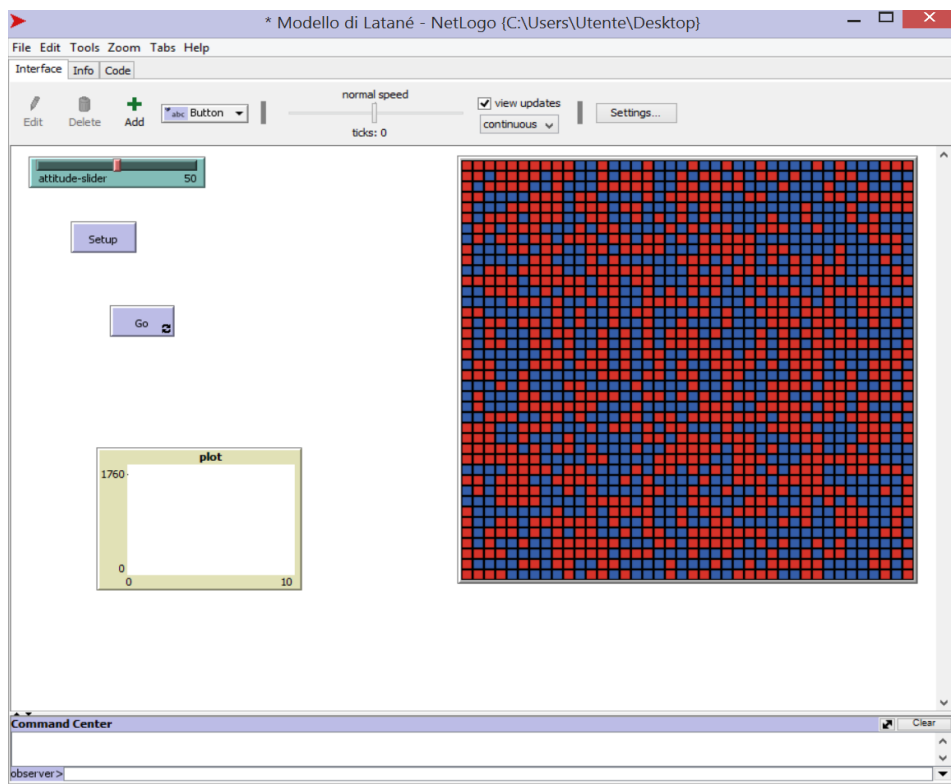 * Modello di Latané - NetLogo {C:\Users\Utente\Desktop}
File Edit Tools Zoom Tabs Help
Interface Info Code
Edit Delete Add abc Button normal speed ticks: 0 view updates continuous Settings...
attitude-slider 50
Setup
Go
plot
1760
0
0 10
Command Center Clear
observer>